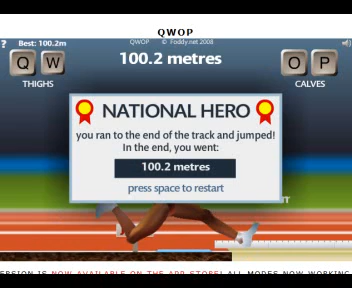 QWOP
? Best: 100.2m
QWOP © Foddy.net 2008
100.2 metres
Q W
O P
THIGHS
CALVES
NATIONAL HERO
you ran to the end of the track and jumped!
In the end, you went:
100.2 metres
press space to restart
ERSION IS NOW AVAILABLE ON THE APP STORE! ALL MODES NOW WORKING